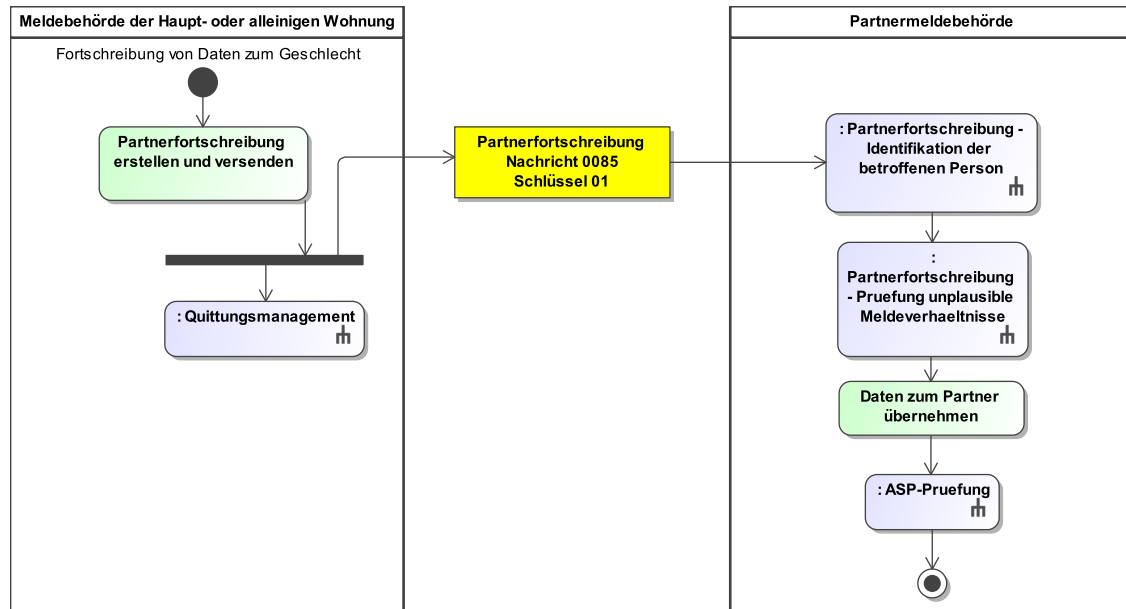 Meldebehörde der Haupt- oder alleinigen Wohnung
Fortschreibung von Daten zum Geschlecht
Partnerfortschreibung
erstellen und versenden
: Quittungsmanagement
Partnerfortschreibung
Nachricht 0085
Schlüssel 01
Partnermeldebehörde
: Partnerfortschreibung -
Identifikation der
betroffenen Person
:
Partnerfortschreibung
- Pruefung unplausible
Meldeverhaeltnisse
Daten zum Partner
übernehmen
: ASP-Pruefung